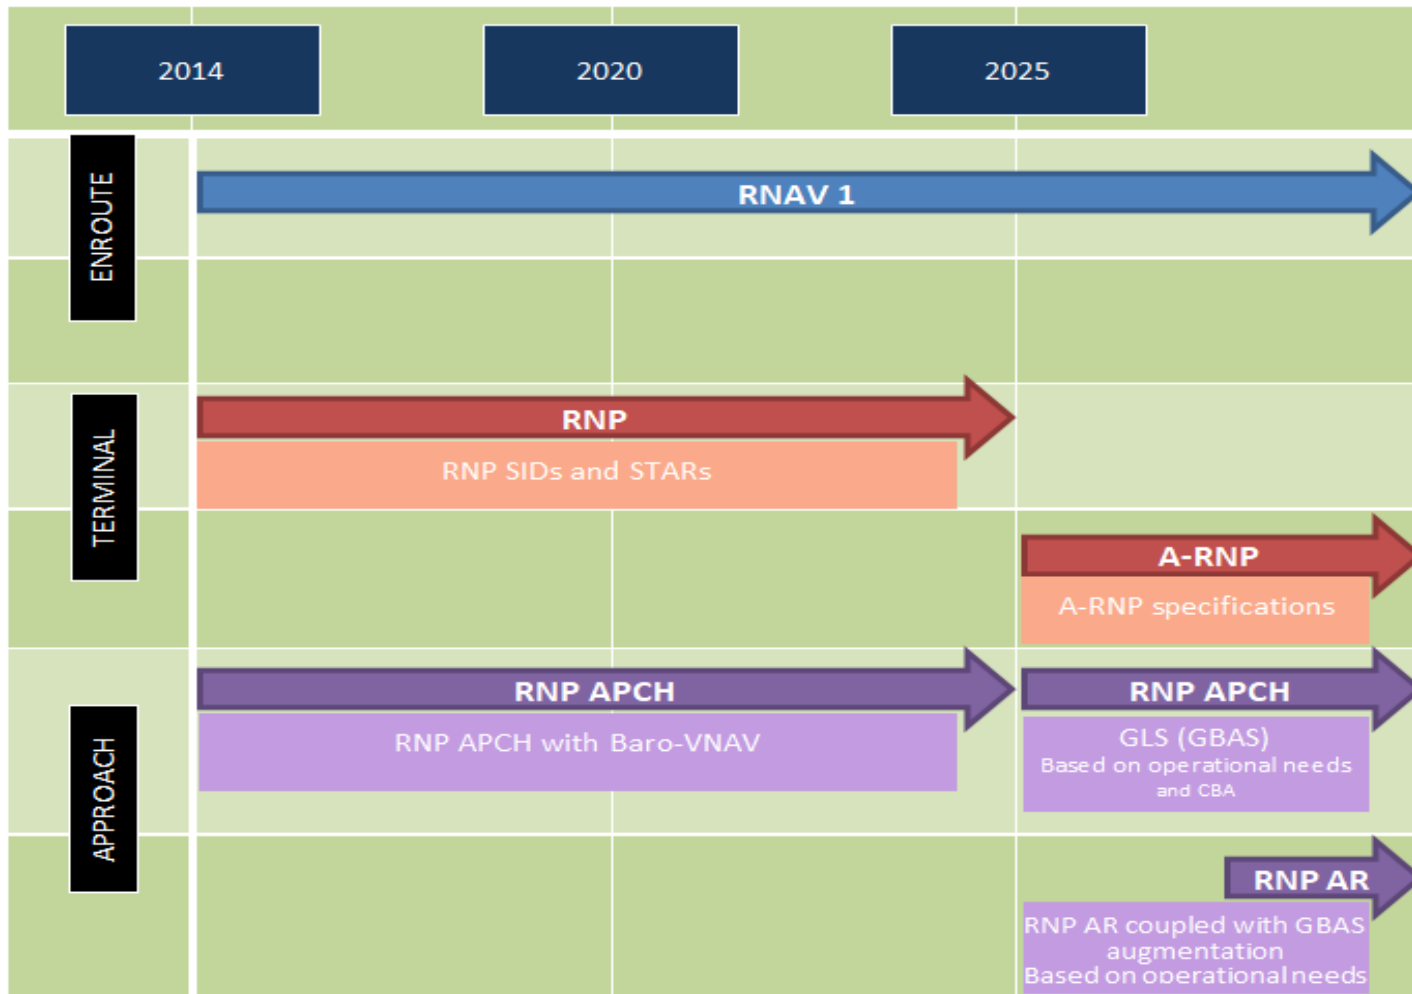 2014
2020
2025
ENROUTE
RNAV 1
TERMINAL
RNP
RNP SIDs and STARs
A-RNP
A-RNP specifications
APPROACH
RNP APCH
RNP APCH with Baro-VNAV
RNP APCH
GLS (GBAS)
Based on operational needs
and CBA
RNP AR
RNP AR coupled with GBAS
augmentation
Based on operational needs